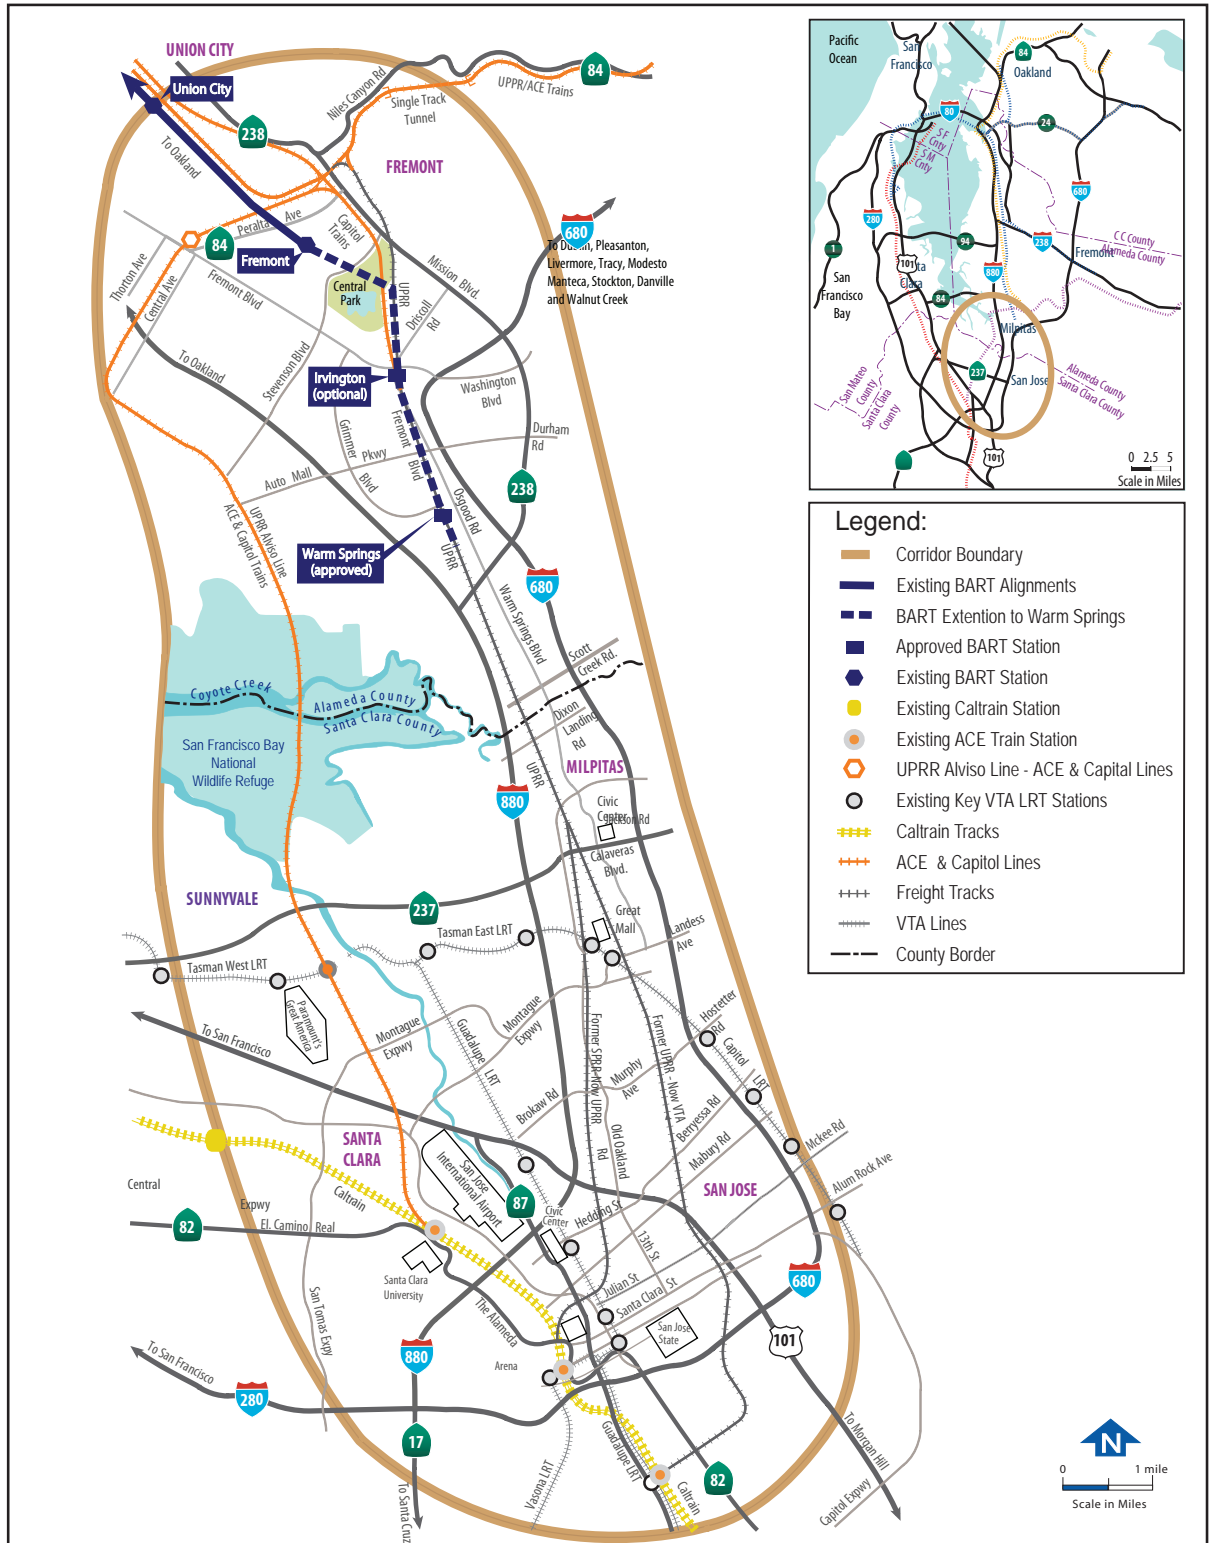 UNION CITY
Union City
To Oakland
238
Niles Canyon Rd
Single Track
Tunnel
UPPR/ACE Trains
84
FREMONT
Peralta Ave
84
Capitol
Trains
Fremont
Thorton Ave
Central Ave
Fremont Blvd
Central
Park
UPRR
Mission Blvd.
Driscoll
Rd
680
To Dublin, Pleasanton,
Livermore, Tracy, Modesto
Manteca, Stockton, Danville
and Walnut Creek
To Oakland
Stevenson Blvd
Irvington
(optional)
Washington
Blvd
Grimmer
Blvd
Fremont
Blvd
Durham
Rd
Auto Mall
Pkwy
238
Osgood Rd
Warm Springs
(approved)
UPRR
680
UPRR Alviso Line
ACE & Capitol Trains
Warm Springs Blvd
Scott
Creek Rd.
Coyote Creek
Alameda County
Santa Clara County
Dixon
Landing
Rd
San Francisco Bay
National
Wildlife Refuge
UPRR
MILPITAS
880
Civic
Center
Jackson Rd
Calaveras
Blvd.
SUNNYVALE
237
Great
Mall
Landess
Ave
Tasman East LRT
Tasman West LRT
Paramount's
Great America
Montague
Expwy
Montague
Expwy
Guadalupe
LRT
Hostetter
Rd
Capitol
LRT
To San Francisco
Former SPRR-Now UPRR
Former UPRR - Now VTA
Murphy
Ave
Brokaw Rd
Berryessa Rd
Mabury Rd
Mckee Rd
Alum Rock Ave
Old Oakland
Rd
SANTA
CLARA
San Jose
International Airport
SAN JOSE
Central
Expwy
Caltrain
87
Civic
Center
Hedding St
82
El. Camino Real
13th St
Santa Clara
University
Julian St
Santa Clara St
680
San Tomas Expy
The Alameda
San Jose
State
101
To San Francisco
280
880
Arena
17
To Santa Cruz
Vasona LRT
Guadalupe LRT
Caltrain
82
To Morgan Hill
Capitol Expwy
N
0 1 mile
Scale in Miles
Pacific
Ocean
San
Francisco
84
Oakland
80
24
S F
Cnty
S M
Cnty
680
280
1
94
238
C C County
Alameda County
Fremont
101
ta
Clara
880
San
Francisco
Bay
84
Milpitas
San Mateo
County
Santa Clara
County
237
San Jose
Alameda County
Santa Clara County
101
0 2.5 5
Scale in Miles
Legend:
Corridor Boundary
Existing BART Alignments
BART Extention to Warm Springs
Approved BART Station
Existing BART Station
Existing Caltrain Station
Existing ACE Train Station
UPRR Alviso Line - ACE & Capital Lines
Existing Key VTA LRT Stations
Caltrain Tracks
ACE & Capitol Lines
Freight Tracks
VTA Lines
County Border